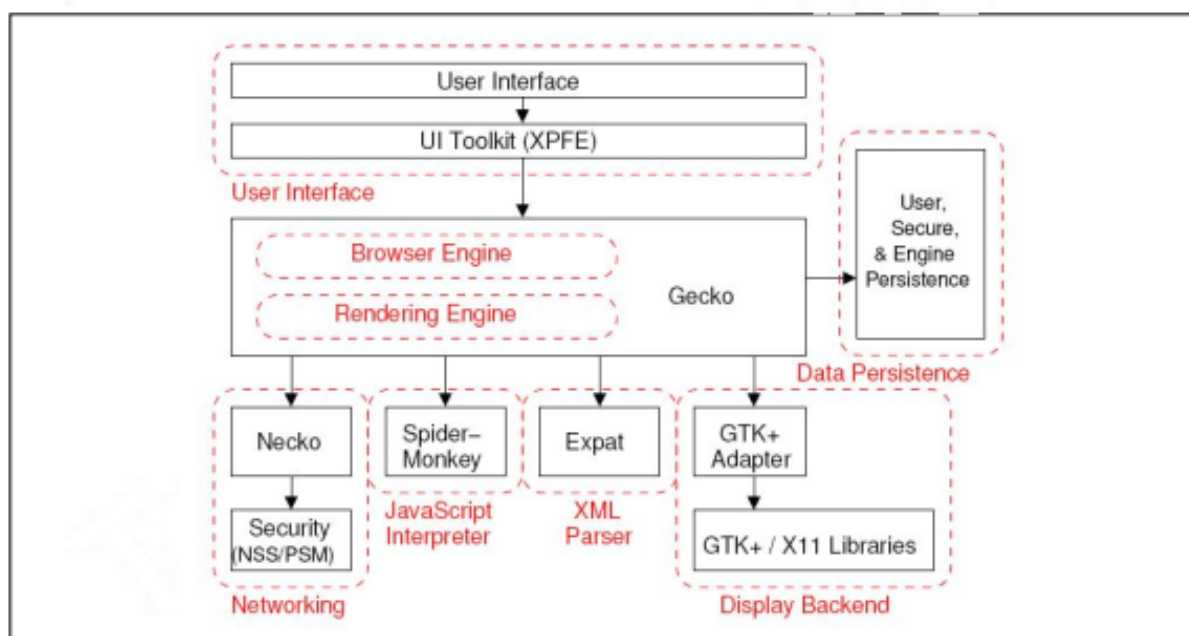 User Interface
UI Toolkit (XPFE)
User Interface
User,
Secure,
& Engine
Persistence
Browser Engine
Gecko
Rendering Engine
Data Persistence
Necko
Spider–
Monkey
Expat
GTK+
Adapter
Security
(NSS/PSM)
JavaScript
Interpreter
XML
Parser
GTK+ / X11 Libraries
Networking
Display Backend